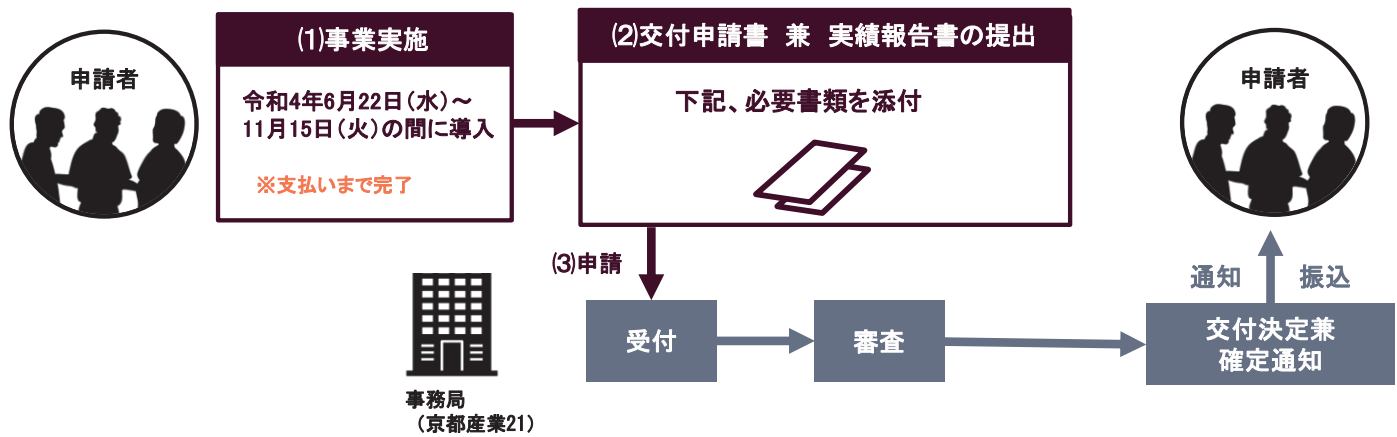 申請者
⑴事業実施
令和4年6月22日(水)~
11月15日(火)の間に導入
※支払いまで完了
⑵交付申請書 兼 実績報告書の提出
下記、必要書類を添付
⑶申請
事務局
(京都産業21)
受付
審査
交付決定兼
確定通知
通知 振込
申請者